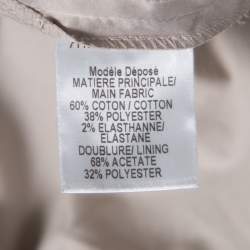 Modèle Déposé
MATIERE PRINCIPALE/
MAIN FABRIC
60% COTON / COTTON
38% POLYESTER
2% ELASTHANNE/
ELASTANE
DOUBLURE/ LINING
68% ACETATE
32% POLYESTER